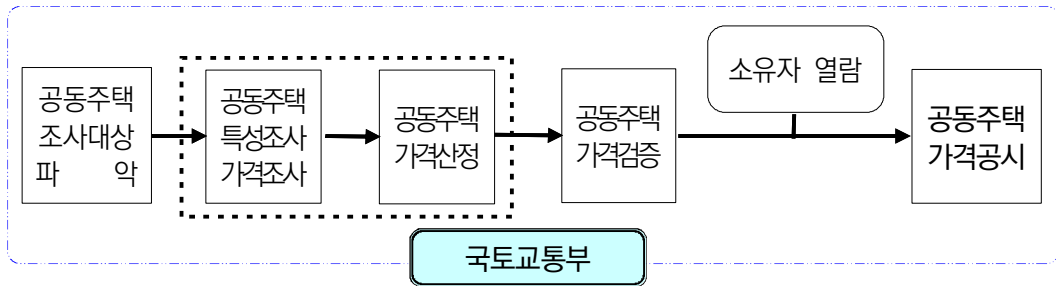 공동주택
조사대상
파 악
공동주택
특성조사
가격조사
공동주택
가격산정
공동주택
가격검증
소유자 열람
공동주택
가격공시
국토교통부